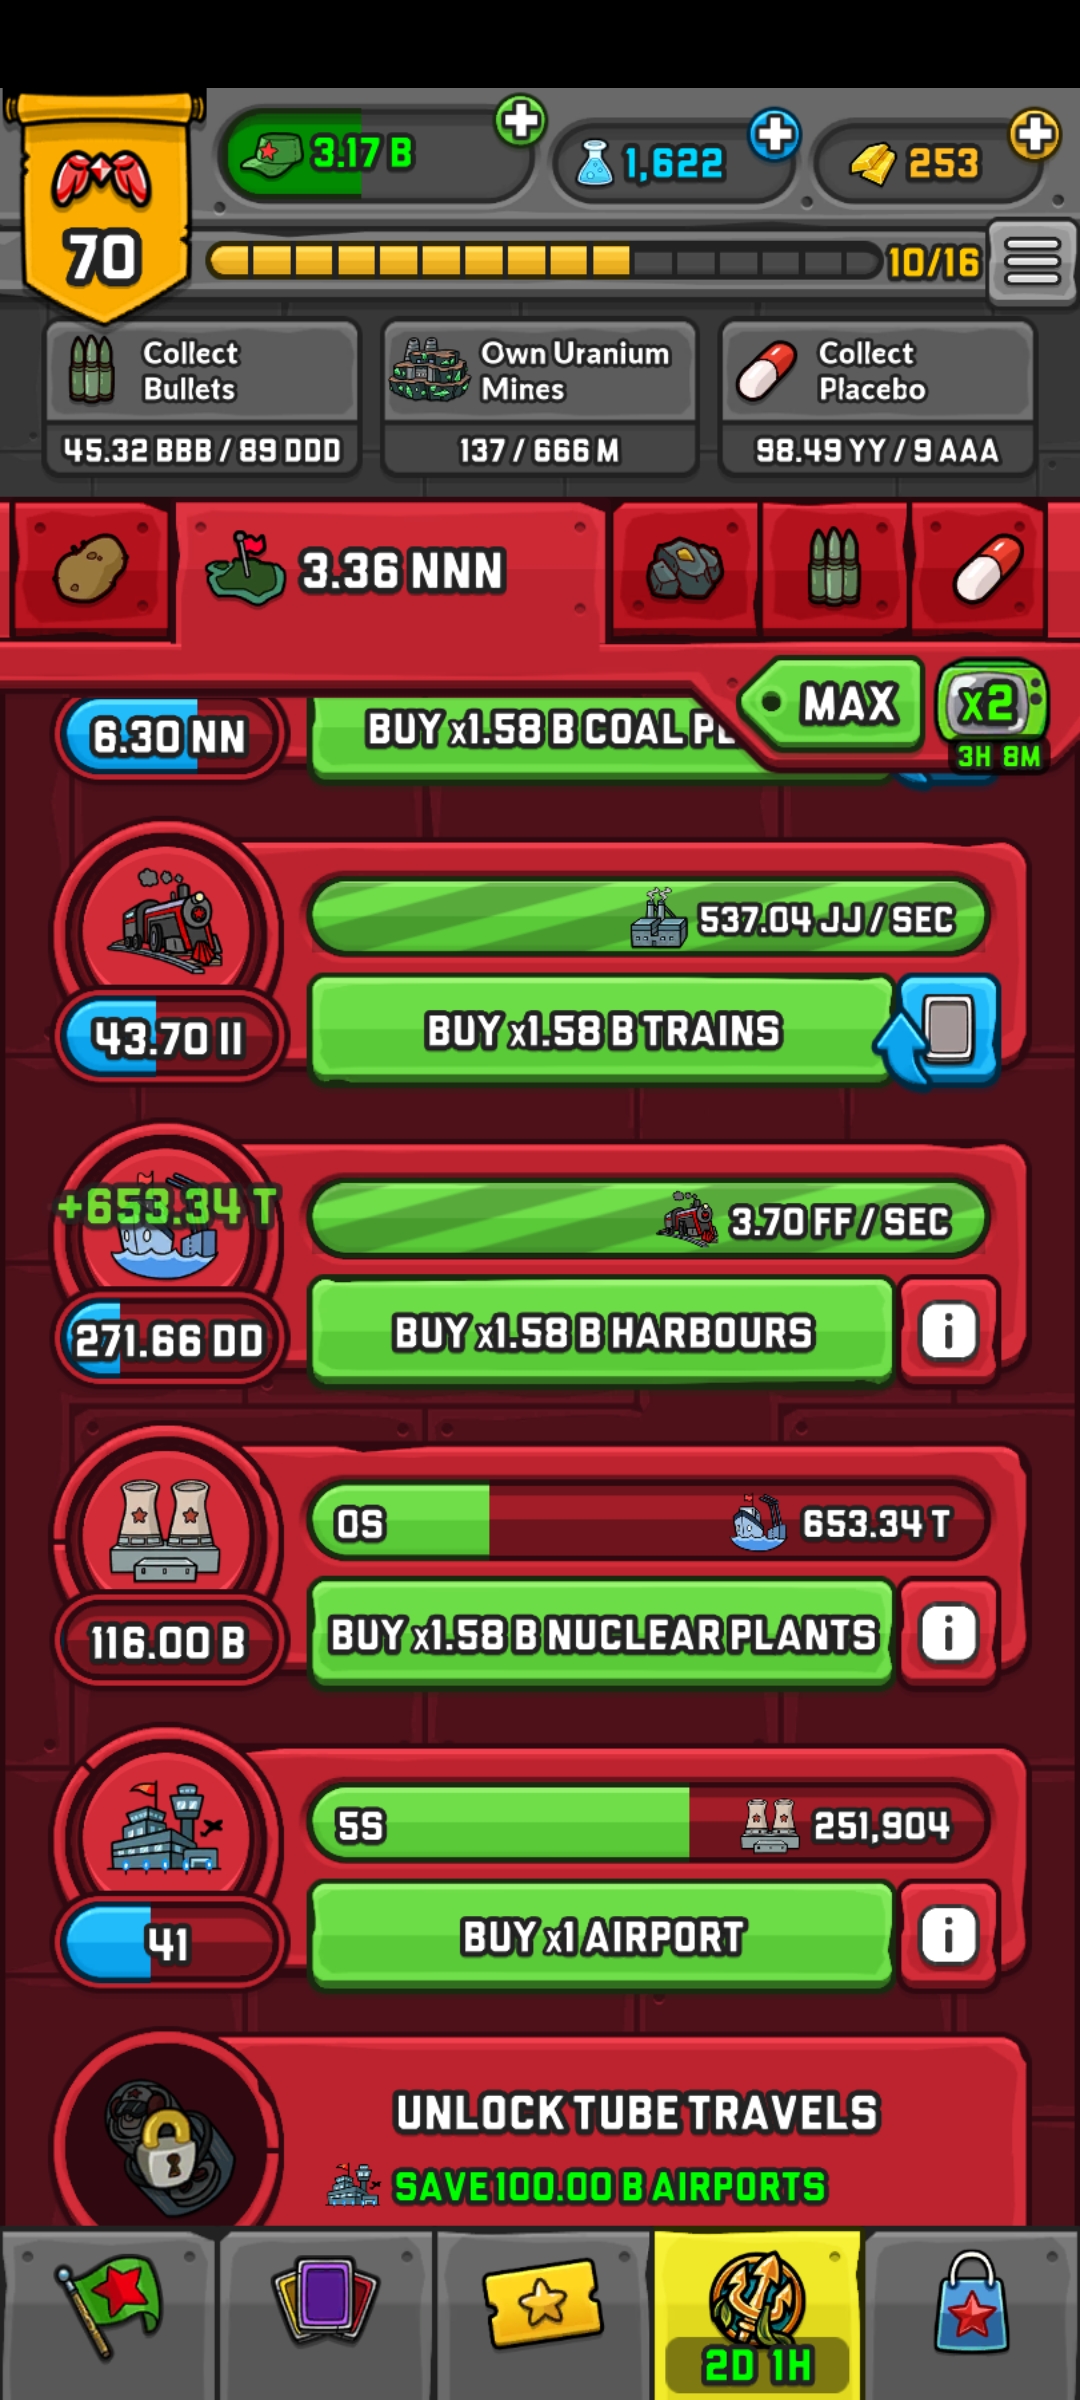 70
3.17 B
1,622
253
10/16
Collect
Bullets
45.32 BBB / 89 DDD
Own Uranium
Mines
137 / 666 M
Collect
Placebo
98.49 YY / 9 AAA
3.36 NNN
MAX
x2
3H 8M
6.30 NN
BUY x1.58 B COAL
537.04 JJ / SEC
43.70 II
BUY x1.58 B TRAINS
+653.34 T
3.70 FF / SEC
271.66 DD
BUY x1.58 B HARBOURS
i
0S
653.34 T
116.00 B
BUY x1.58 B NUCLEAR PLANTS
i
5S
251,904
41
BUY x1 AIRPORT
i
UNLOCK TUBE TRAVELS
SAVE 100.00 B AIRPORTS
2D 1H